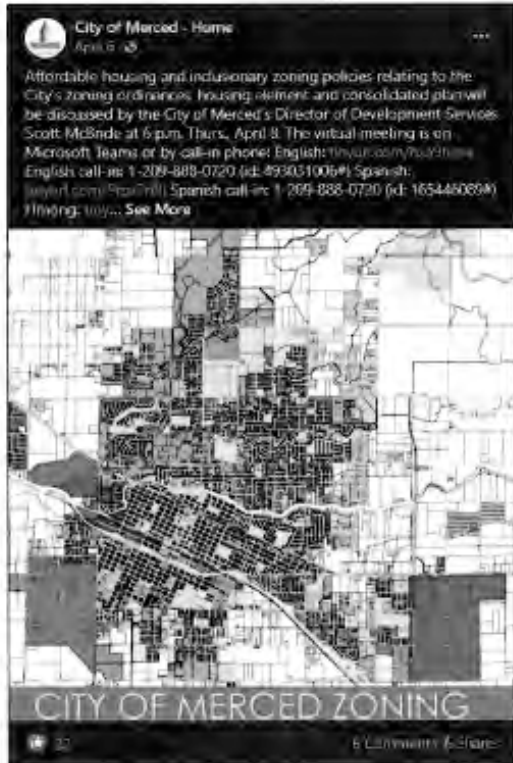 City of Merced - Home
April 6
Affordable housing and inclusionary zoning policies relating to the
City's zoning ordinances, housing element and consolidated plan will
be discussed by the City of Merced's Director of Development Services
Scott McBride at 6 p.m. Thurs., April 8. The virtual meeting is on
Microsoft Teams or by call-in phone: English:
English call-in: 1-209-888-0720 (id: 493031006#) Spanish:
Spanish call-in: 1-209-888-0720 (id: 165446089#)
Hmong: tiny... See More
CITY OF MERCED ZONING
6 Comments 6 Shares